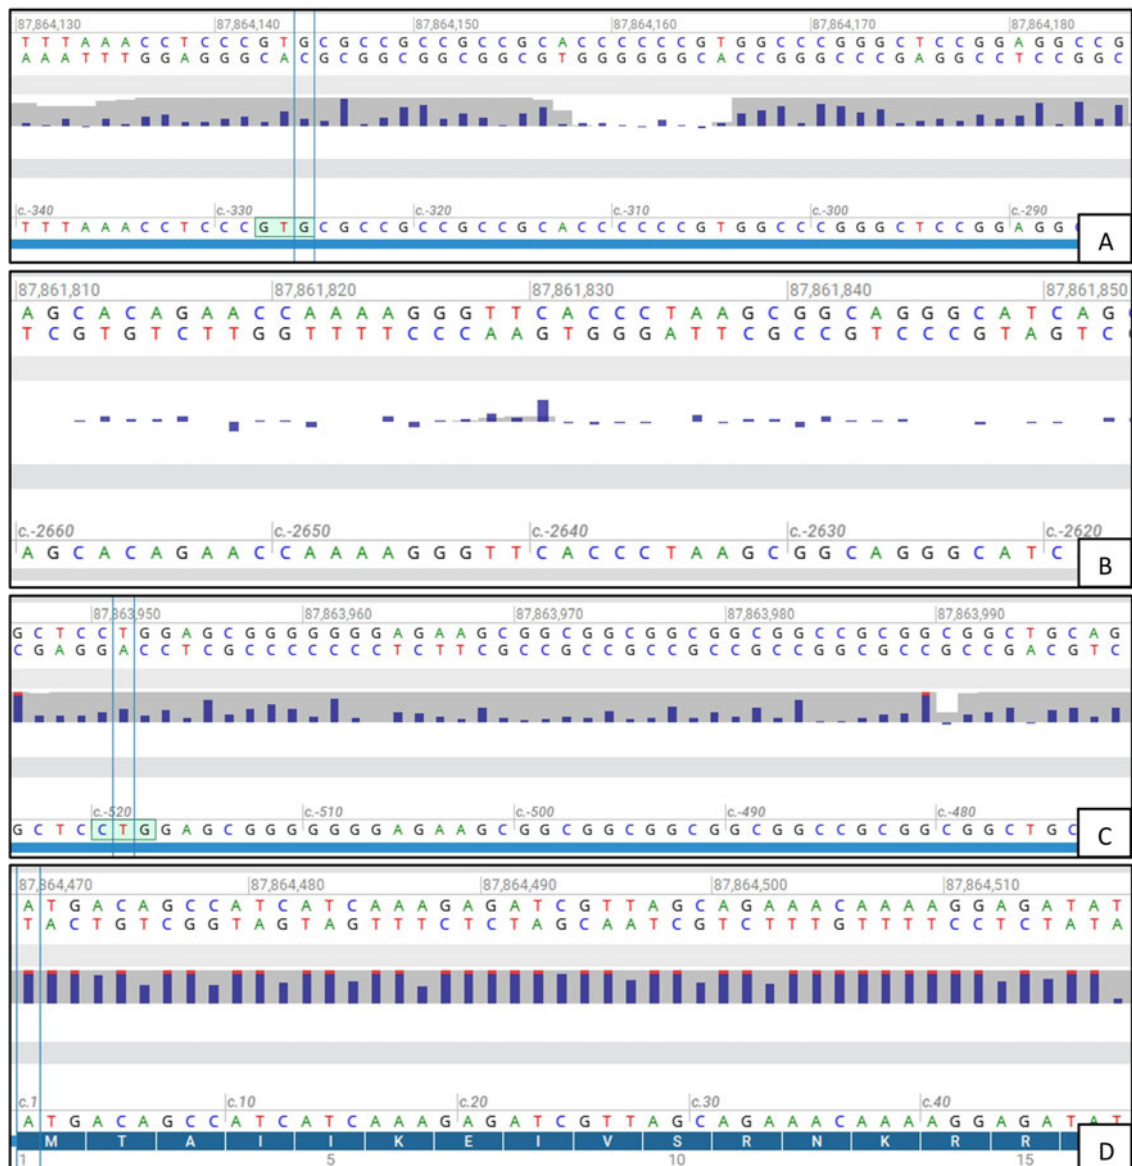 87,864,130 87,864,140 87,864,150 87,864,160 87,864,170 87,864,180
T T T A A A C C T C C C G T G C G C C G C C G C C G C A C C C C C C G T G G C C C G G G C T C C G G A G G C C G
A A A T T T G G A G G G C A C G C G G C G G C G G C G T G G G G G G C A C C G G G C C C G A G G C C T C C G G C
c.-340 c.-330 c.-320 c.-310 c.-300 c.-290
T T T A A A C C T C C C G T G C G C C G C C G C C G C A C C C C C C G T G G C C C G G G C T C C G G A G G C
A
87,861,810 87,861,820 87,861,830 87,861,840 87,861,850
A G C A C A G A A C C A A A A G G G T T C A C C C T A A G C G G C A G G G C A T C A G C
T C G T G T C T T G G T T T T C C C A A G T G G G A T T C G C C G T C C C G T A G T C G
c.-2660 c.-2650 c.-2640 c.-2630 c.-2620
A G C A C A G A A C C A A A A G G G T T C A C C C T A A G C G G C A G G G C A T C
B
87,863,950 87,863,960 87,863,970 87,863,980 87,863,990
G C T C C T G G A G C G G G G G G G A G A A G C G G C G G C G G C G G C C G C G G C G G C T G C A G
C G A G G A C C T C G C C C C C C C T C T T C G C C G C C G C C G C C G G C G C C G C C G A C G T C
c.-520 c.-510 c.-500 c.-490 c.-480
G C T C C T G G A G C G G G G G G G A G A A G C G G C G G C G G C G G C C G C G G C G G C T G C
C
87,864,470 87,864,480 87,864,490 87,864,500 87,864,510
A T G A C A G C C A T C A T C A A A G A G A T C G T T A G C A G A A A C A A A A G G A G A T A T
T A C T G T C G G T A G T A G T T T C T C T A G C A A T C G T C T T T G T T T T C C T C T A T A
c.1 c.10 c.20 c.30 c.40
A T G A C A G C C A T C A T C A A A G A G A T C G T T A G C A G A A A C A A A A G G A G A T A T
M T A I I K E I V S R N K R R
1 5 10 15
D